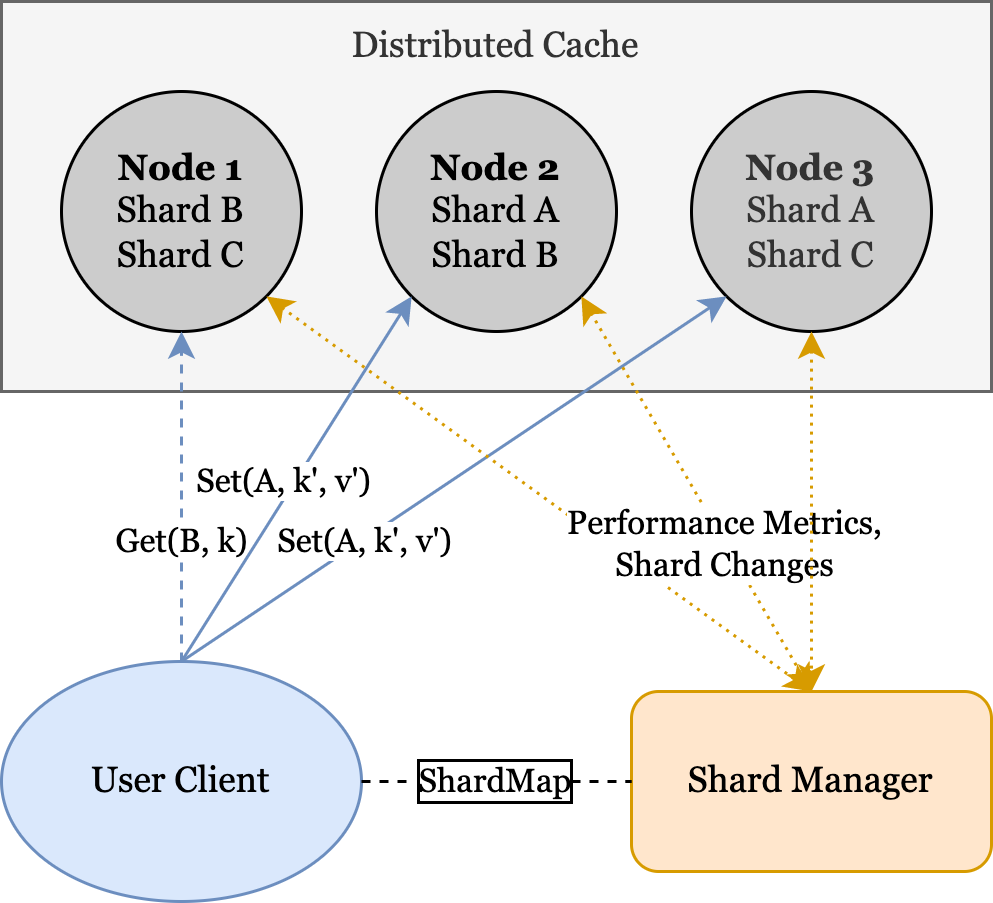 Distributed Cache
Node 1
Shard B
Shard C
Node 2
Shard A
Shard B
Node 3
Shard A
Shard C
Set(A, k', v')
Get(B, k)
Set(A, k', v')
Performance Metrics,
Shard Changes
User Client
ShardMap
Shard Manager